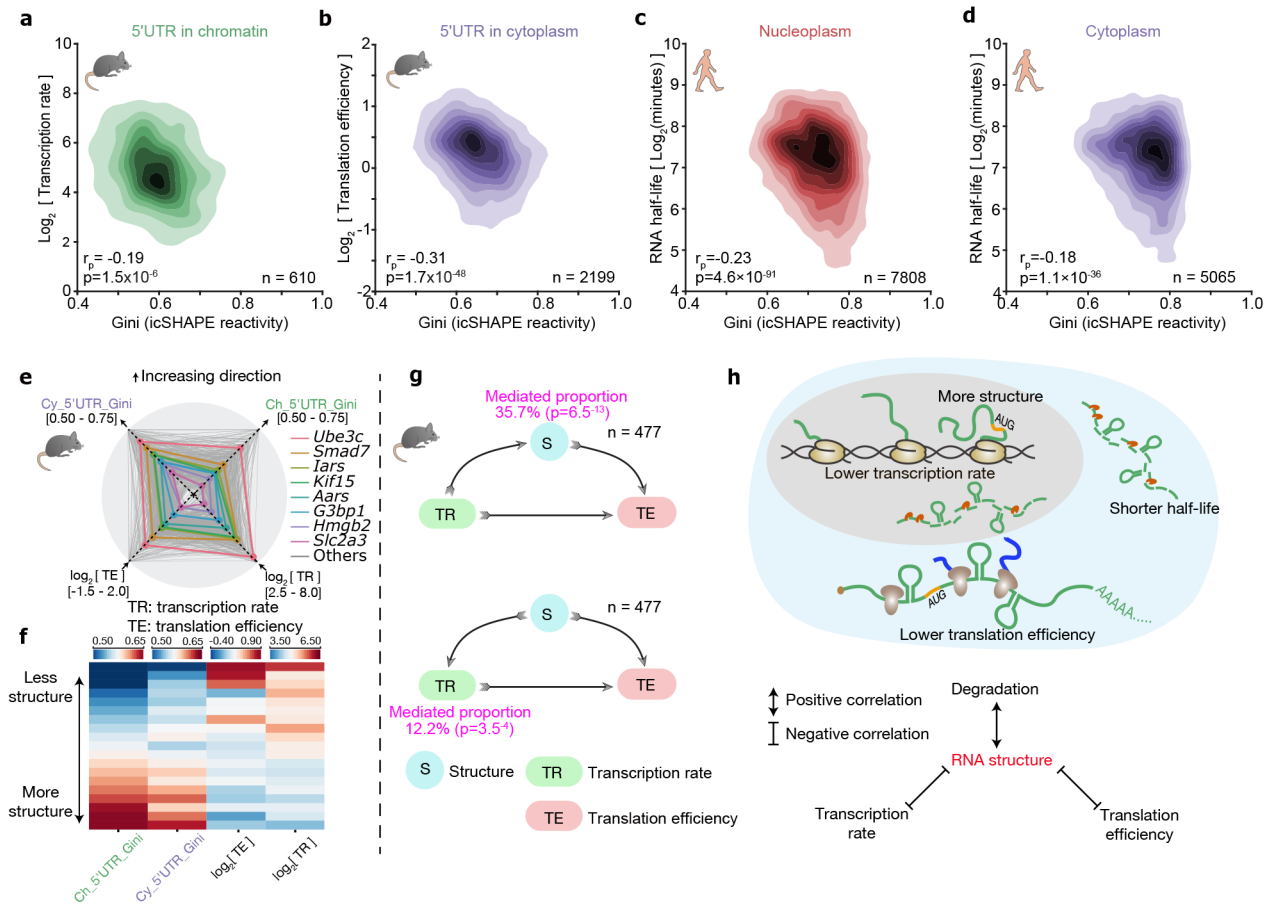 a
5'UTR in chromatin
Log2 [ Transcription rate ]
10
8
6
4
2
0
rp= -0.19
p=1.5x10-6
n = 610
0.4
0.6
0.8
1.0
Gini (icSHAPE reactivity)
b
5'UTR in cytoplasm
Log2 [ Translation efficiency ]
2
1
0
-1
-2
rp= -0.31
p=1.7x10-48
n = 2199
0.4
0.6
0.8
1.0
Gini (icSHAPE reactivity)
c
Nucleoplasm
RNA half-life [ Log2(minutes) ]
10
9
8
7
6
5
4
rp=-0.23
p=4.6×10-91
n = 7808
0.4
0.6
0.8
1.0
Gini (icSHAPE reactivity)
d
Cytoplasm
RNA half-life [ Log2(minutes) ]
10
9
8
7
6
5
4
rp=-0.18
p=1.1×10-36
n = 5065
0.4
0.6
0.8
1.0
Gini (icSHAPE reactivity)
e
Increasing direction
Cy_5'UTR_Gini
[0.50 - 0.75]
Ch_5'UTR_Gini
[0.50 - 0.75]
Ube3c
Smad7
Iars
Kif15
Aars
G3bp1
Hmgb2
Slc2a3
Others
log2[ TE ]
[-1.5 - 2.0]
log2[ TR ]
[2.5 - 8.0]
TR: transcription rate
TE: translation efficiency
f
0.50 0.65
0.50 0.65
-0.40 0.90
3.50 6.50
Less
structure
More
structure
Ch_5'UTR_Gini
Cy_5'UTR_Gini
log2[ TE ]
log2[ TR ]
g
Mediated proportion
35.7% (p=6.5-13)
S
n = 477
TR
TE
S
n = 477
TR
TE
Mediated proportion
12.2% (p=3.5-4)
S
Structure
TR
Transcription rate
TE
Translation efficiency
h
More structure
AUG
Lower transcription rate
Shorter half-life
AUG
AAAAA.....
Lower translation efficiency
Positive correlation
Negative correlation
Degradation
RNA structure
Transcription
rate
Translation
efficiency